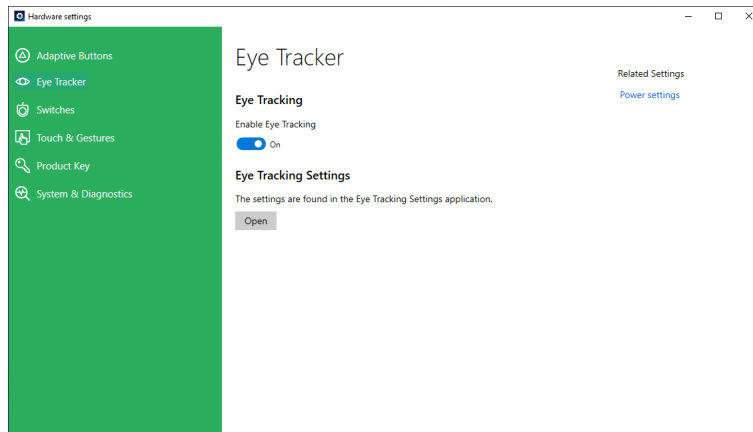 Hardware settings
Adaptive Buttons
Eye Tracker
Switches
Touch & Gestures
Product Key
System & Diagnostics
Eye Tracker
Eye Tracking
Enable Eye Tracking
On
Eye Tracking Settings
The settings are found in the Eye Tracking Settings application.
Open
Related Settings
Power settings